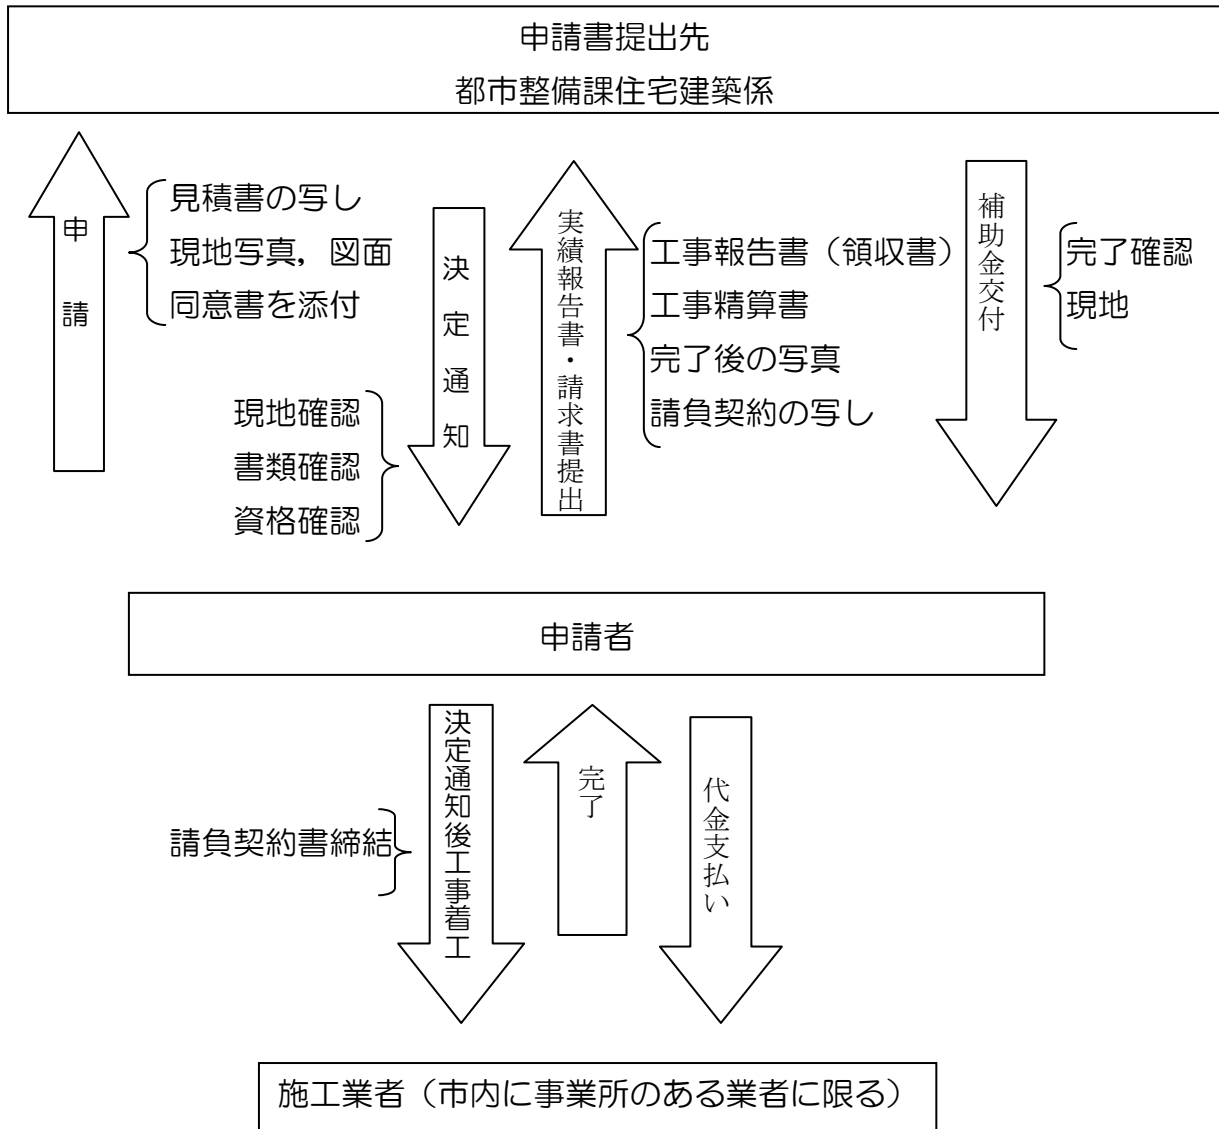 申請書提出先
都市整備課住宅建築係
申請
見積書の写し
現地写真，図面
同意書を添付
決定通知
現地確認
書類確認
資格確認
実績報告書・請求書提出
工事報告書（領収書）
工事精算書
完了後の写真
請負契約の写し
補助金交付
完了確認
現地
申請者
請負契約書締結
決定通知後工事着工
完了
代金支払い
施工業者（市内に事業所のある業者に限る）